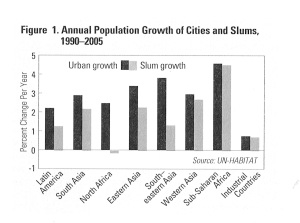 Figure 1. Annual Population Growth of Cities and Slums,
1990–2005
Percent Change Per Year
5
4
3
2
1
0
-1
Urban growth
Slum growth
Source: UN-HABITAT
Latin
America
South Asia
North Africa
Eastern Asia
South–
eastern Asia
Western Asia
Sub-Saharan
Africa
Industrial
Countries